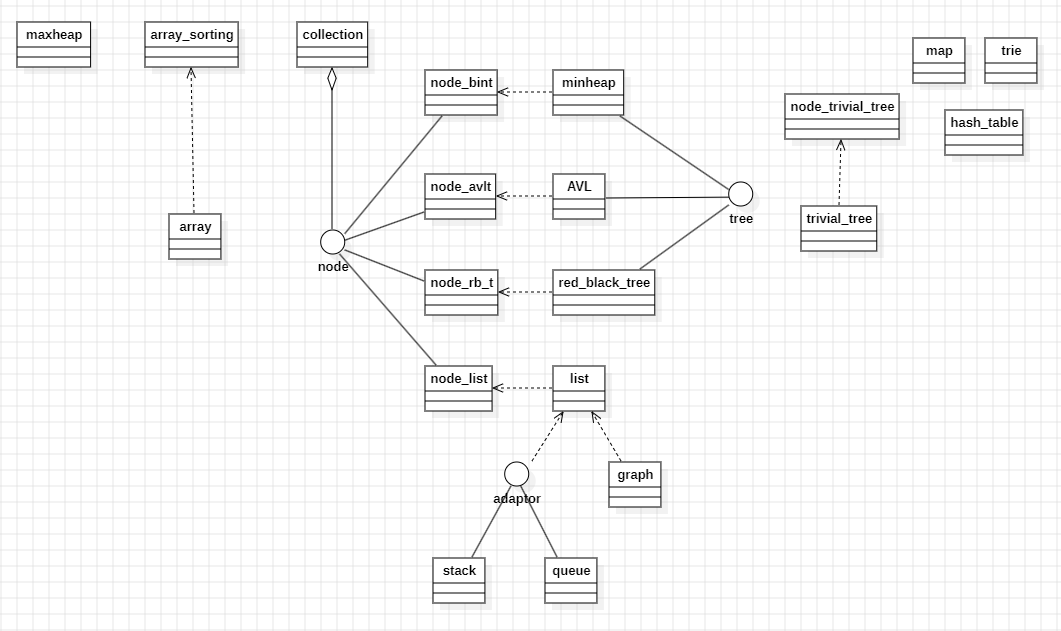 maxheap
array_sorting
collection
map
trie
node_bint
minheap
node_trivial_tree
hash_table
node_avlt
AVL
tree
array
trivial_tree
node
node_rb_t
red_black_tree
node_list
list
graph
adaptor
stack
queue